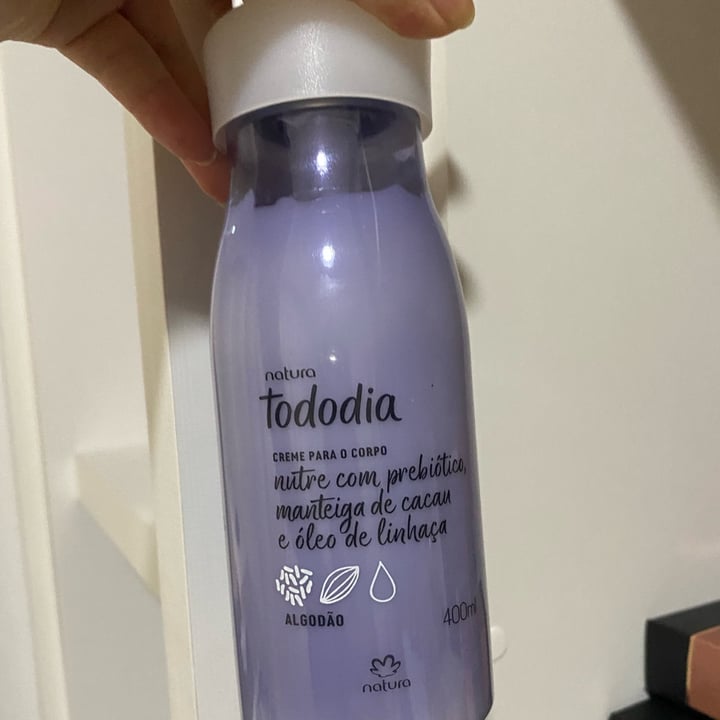 natura
tododia
CREME PARA O CORPO
nutre com prebiótico,
manteiga de cacau
e óleo de linhaça
ALGODÃO
400ml
natura